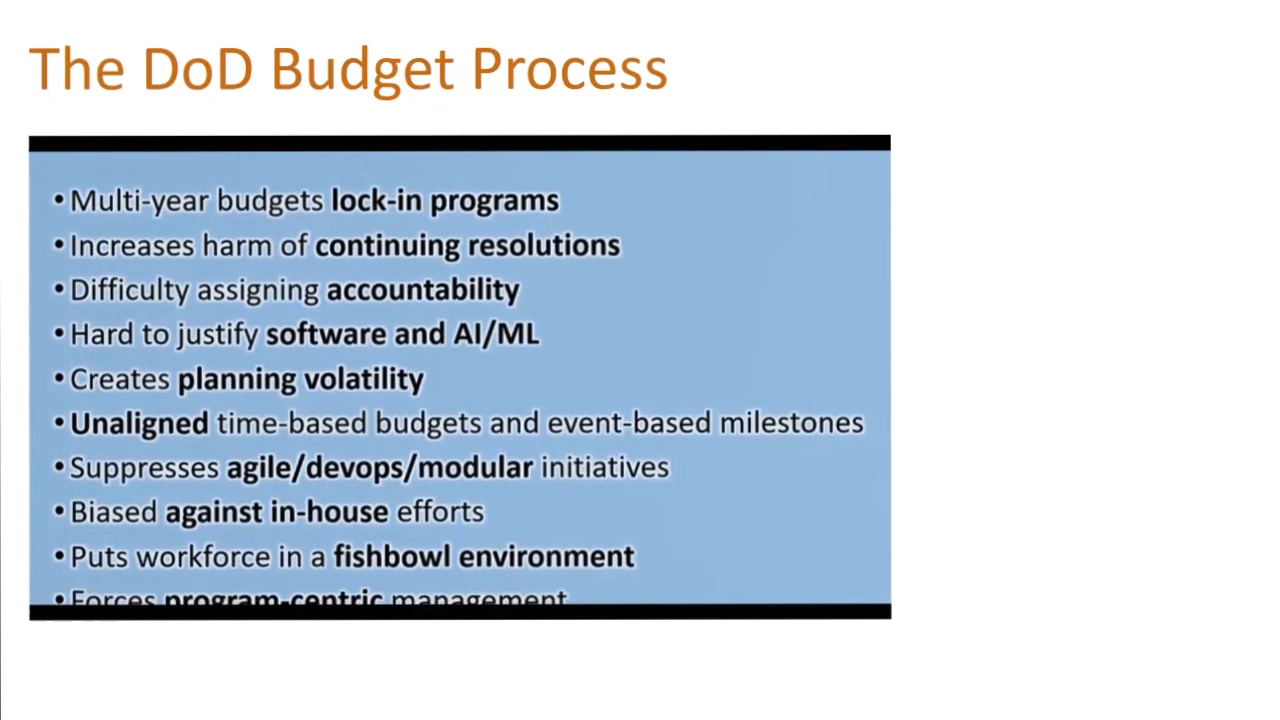 The DoD Budget Process
• Multi-year budgets lock-in programs
• Increases harm of continuing resolutions
• Difficulty assigning accountability
• Hard to justify software and AI/ML
• Creates planning volatility
• Unaligned time-based budgets and event-based milestones
• Suppresses agile/devops/modular initiatives
• Biased against in-house efforts
• Puts workforce in a fishbowl environment
• Forces program-centric management